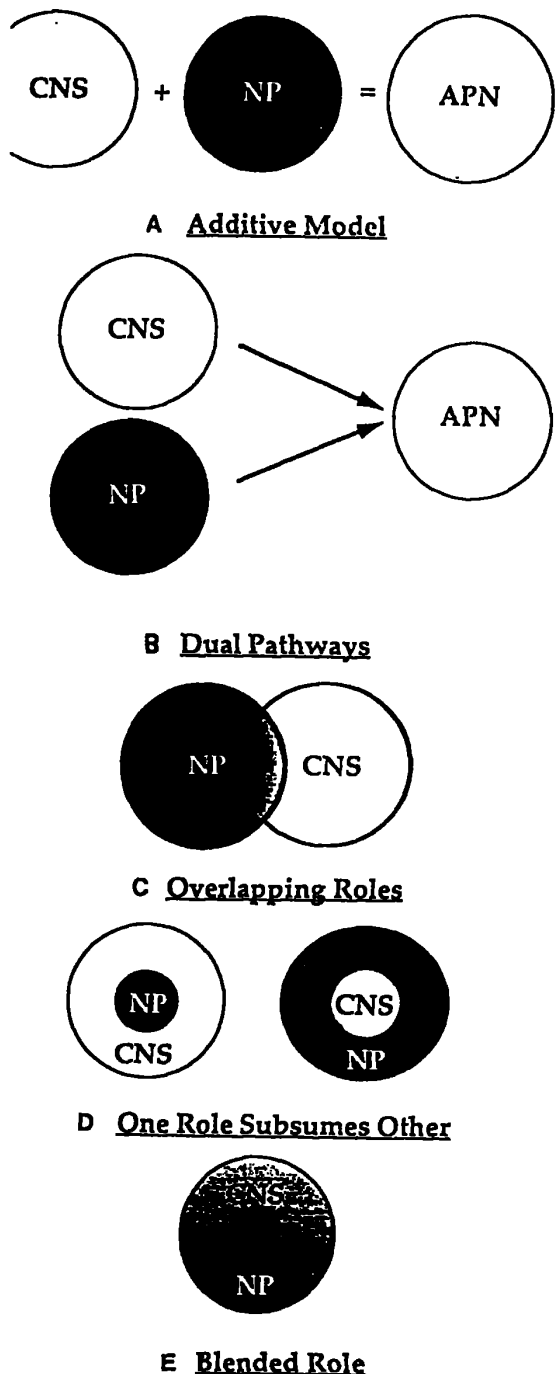 CNS + NP = APN
A Additive Model
CNS
APN
NP
B Dual Pathways
NP CNS
C Overlapping Roles
NP CNS
CNS NP
D One Role Subsumes Other
CNS
NP
E Blended Role